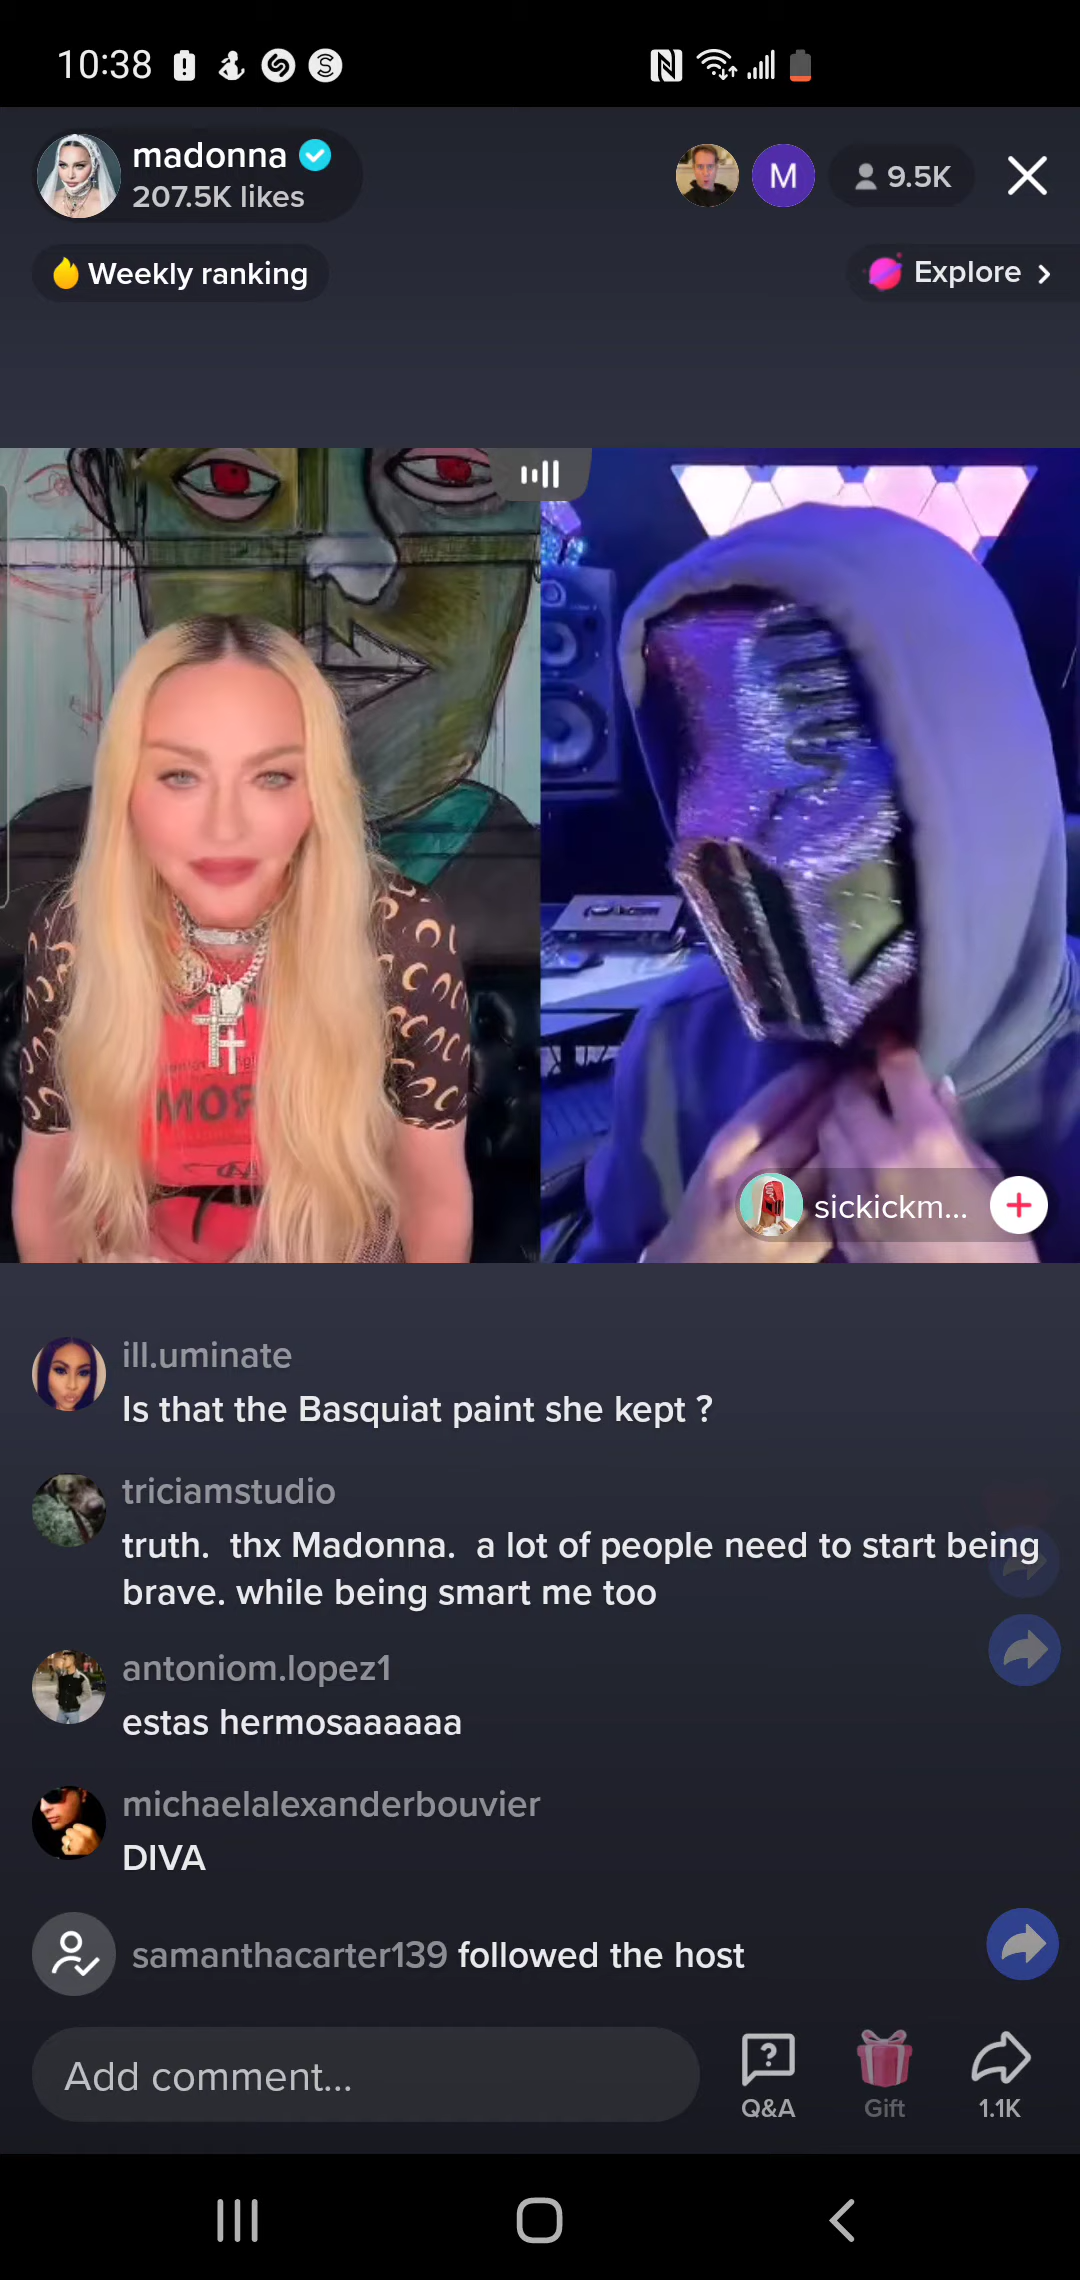 10:38
madonna
207.5K likes
M
9.5K
Weekly ranking
Explore
MOR
sickickm...
ill.uminate
Is that the Basquiat paint she kept ?
triciamstudio
truth.  thx Madonna.  a lot of people need to start being
brave. while being smart me too
antoniom.lopez1
estas hermosaaaaaa
michaelalexanderbouvier
DIVA
samanthacarter139 followed the host
Add comment...
Q&A
Gift
1.1K